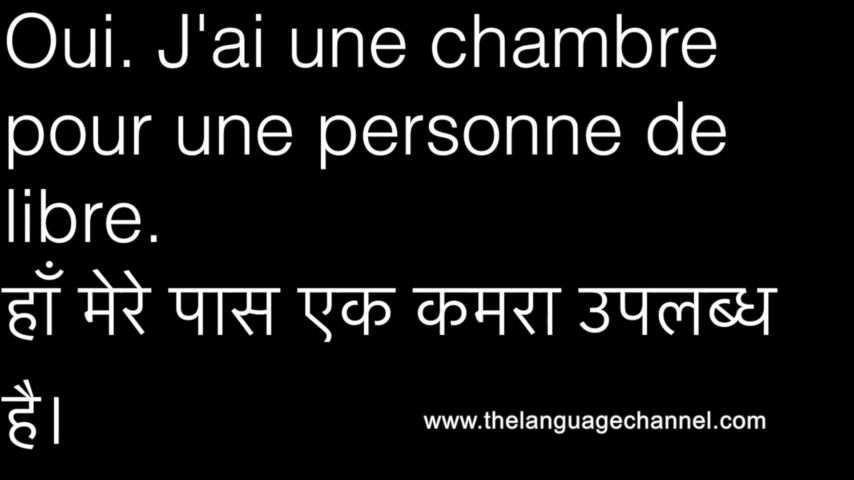 Oui. J'ai une chambre
pour une personne de
libre.
हाँ मेरे पास एक कमरा उपलब्ध
है।
www.thelanguagechannel.com